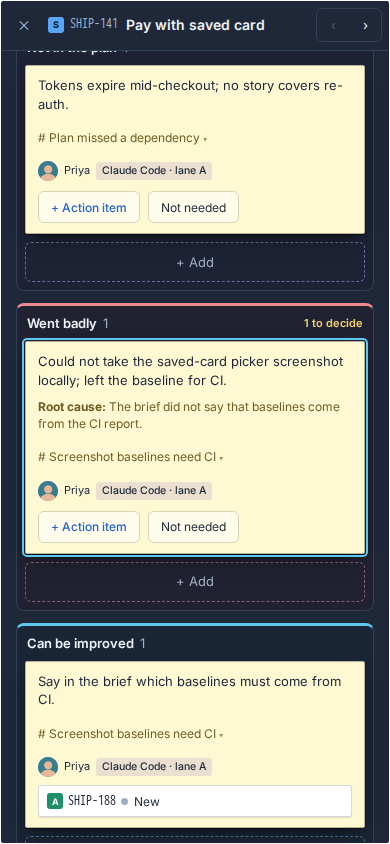 × S SHIP-141 Pay with saved card ‹ ›
Not in the plan 1
Tokens expire mid-checkout; no story covers re-
auth.
# Plan missed a dependency ▾
Priya Claude Code · lane A
+ Action item Not needed
+ Add
Went badly 1 1 to decide
Could not take the saved-card picker screenshot
locally; left the baseline for CI.
Root cause: The brief did not say that baselines come
from the CI report.
# Screenshot baselines need CI ▾
Priya Claude Code · lane A
+ Action item Not needed
+ Add
Can be improved 1
Say in the brief which baselines must come from
CI.
# Screenshot baselines need CI ▾
Priya Claude Code · lane A
A SHIP-188 New